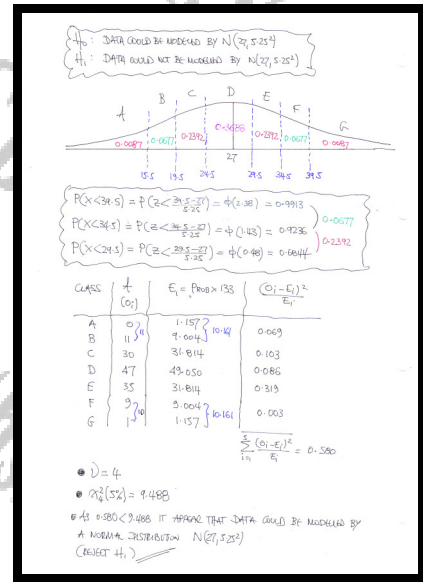 H₀ : DATA COULD BE MODELED BY N(27, 5.25²)
H₁ : DATA COULD NOT BE MODELED BY N(27, 5.25²)
A B C D E F G
0.0087 0.0677 0.2392 0.3688 0.2392 0.0677 0.0087
27
15.5 19.5 24.5 29.5 34.5 39.5
P(X<39.5) = P(Z< 39.5-27/5.25) = Φ(2.38) = 0.9913
P(X<34.5) = P(Z< 34.5-27/5.25) = Φ(1.43) = 0.9236
P(X<29.5) = P(Z< 29.5-27/5.25) = Φ(0.48) = 0.6844
0.0677
0.2392
CLASS f (Oᵢ) Eᵢ = PROB × 133 (Oᵢ-Eᵢ)²/Eᵢ
A 0 1.157
B 11 } 11 9.004 } 10.161 0.069
C 30 31.814 0.103
D 47 49.050 0.086
E 35 31.814 0.319
F 9 9.004
G 1 } 10 1.157 } 10.161 0.003
5 ∑ i=1 (Oᵢ-Eᵢ)²/Eᵢ = 0.580
• ν = 4
• χ²₄(5%) = 9.488
• AS 0.580 < 9.488 IT APPEAR THAT DATA COULD BE MODELED BY
A NORMAL DISTRIBUTION N(27, 5.25²)
(REJECT H₁)